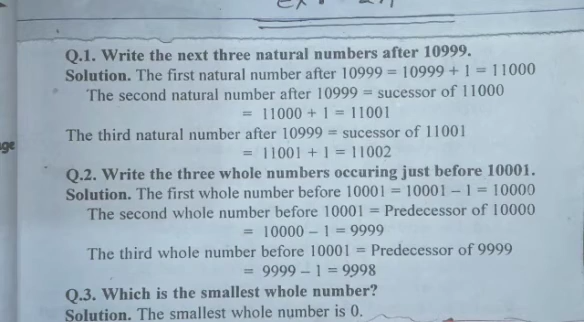 Q.1. Write the next three natural numbers after 10999.
Solution. The first natural number after 10999 = 10999 + 1 = 11000
The second natural number after 10999 = sucessor of 11000
= 11000 + 1 = 11001
The third natural number after 10999 = sucessor of 11001
= 11001 + 1 = 11002
Q.2. Write the three whole numbers occuring just before 10001.
Solution. The first whole number before 10001 = 10001 – 1 = 10000
The second whole number before 10001 = Predecessor of 10000
= 10000 – 1 = 9999
The third whole number before 10001 = Predecessor of 9999
= 9999 – 1 = 9998
Q.3. Which is the smallest whole number?
Solution. The smallest whole number is 0.